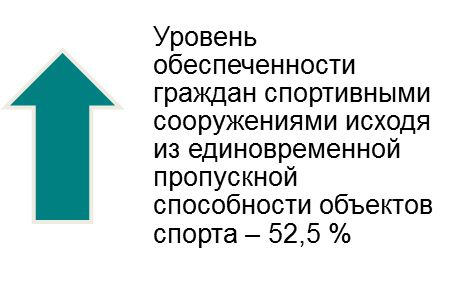 Уровень
обеспеченности
граждан спортивными
сооружениями исходя
из единовременной
пропускной
способности объектов
спорта – 52,5 %